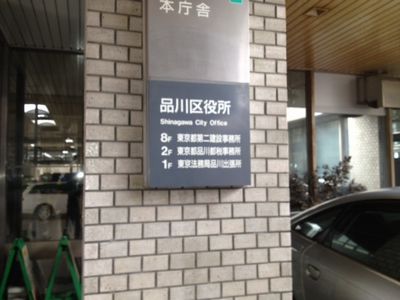 本庁舎
品川区役所
Shinagawa City Office
8F 東京都第二建設事務所
2F 東京都品川都税事務所
1F 東京法務局品川出張所